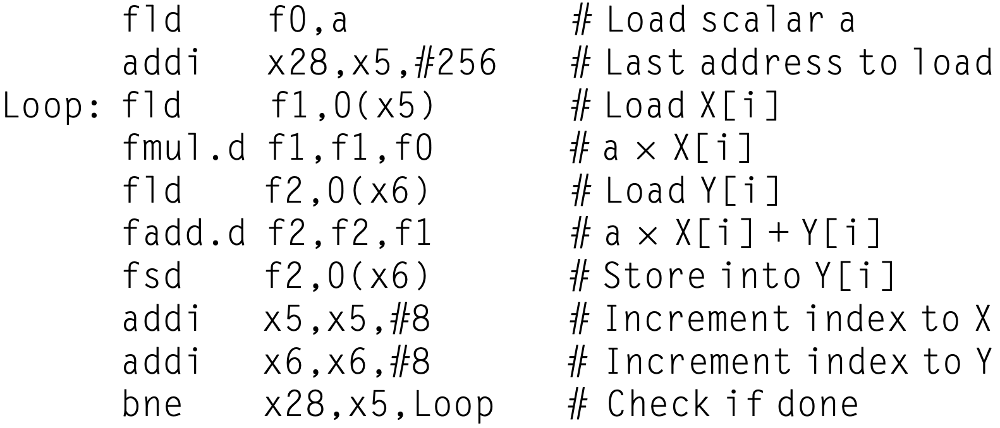 fld f0,a # Load scalar a
addi x28,x5,#256 # Last address to load
Loop: fld f1,0(x5) # Load X[i]
fmul.d f1,f1,f0 # a × X[i]
fld f2,0(x6) # Load Y[i]
fadd.d f2,f2,f1 # a × X[i] + Y[i]
fsd f2,0(x6) # Store into Y[i]
addi x5,x5,#8 # Increment index to X
addi x6,x6,#8 # Increment index to Y
bne x28,x5,Loop # Check if done